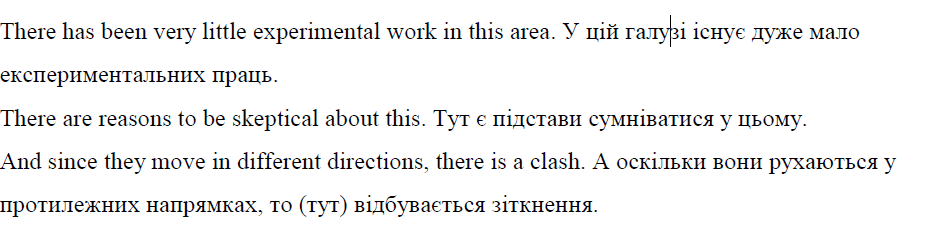 There has been very little experimental work in this area. У цій галузі існує дуже мало
експериментальних праць.
There are reasons to be skeptical about this. Тут є підстави сумніватися у цьому.
And since they move in different directions, there is a clash. А оскільки вони рухаються у
протилежних напрямках, то (тут) відбувається зіткнення.